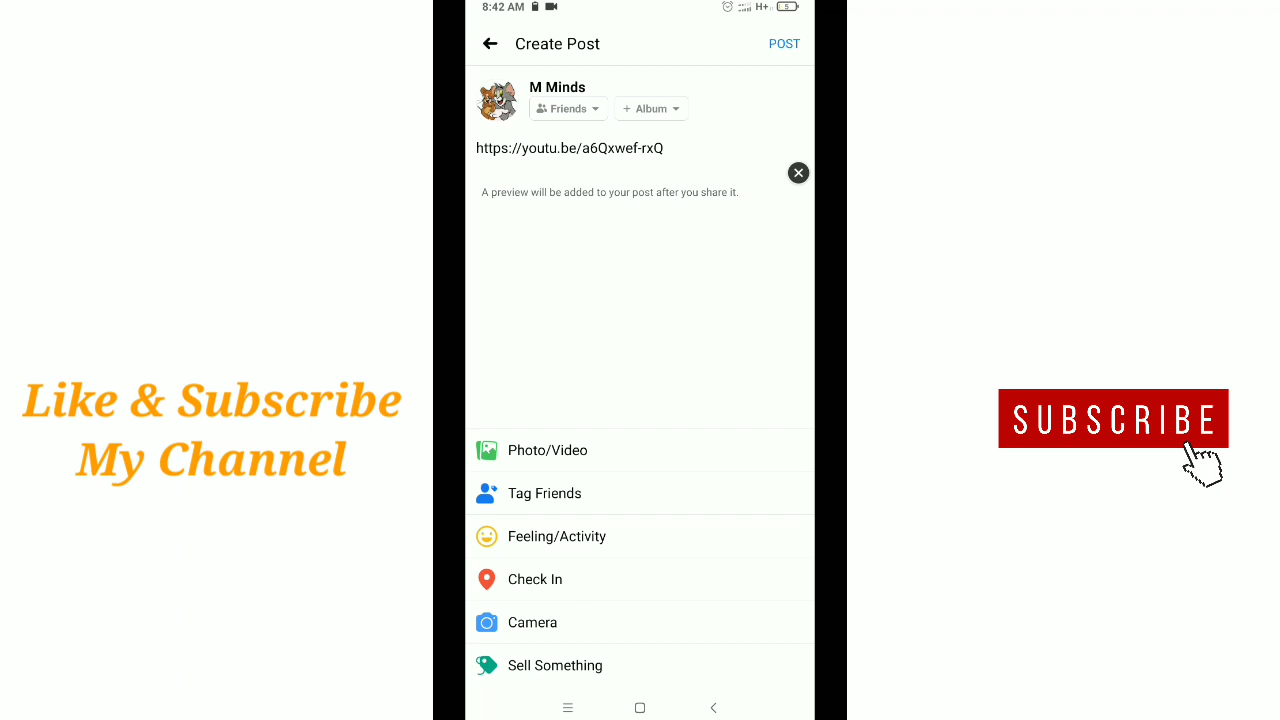 8:42 AM
H+
5
Create Post
POST
M Minds
Friends
+ Album
https://youtu.be/a6Qxwef-rxQ
A preview will be added to your post after you share it.
Like & Subscribe
My Channel
SUBSCRIBE
Photo/Video
Tag Friends
Feeling/Activity
Check In
Camera
Sell Something